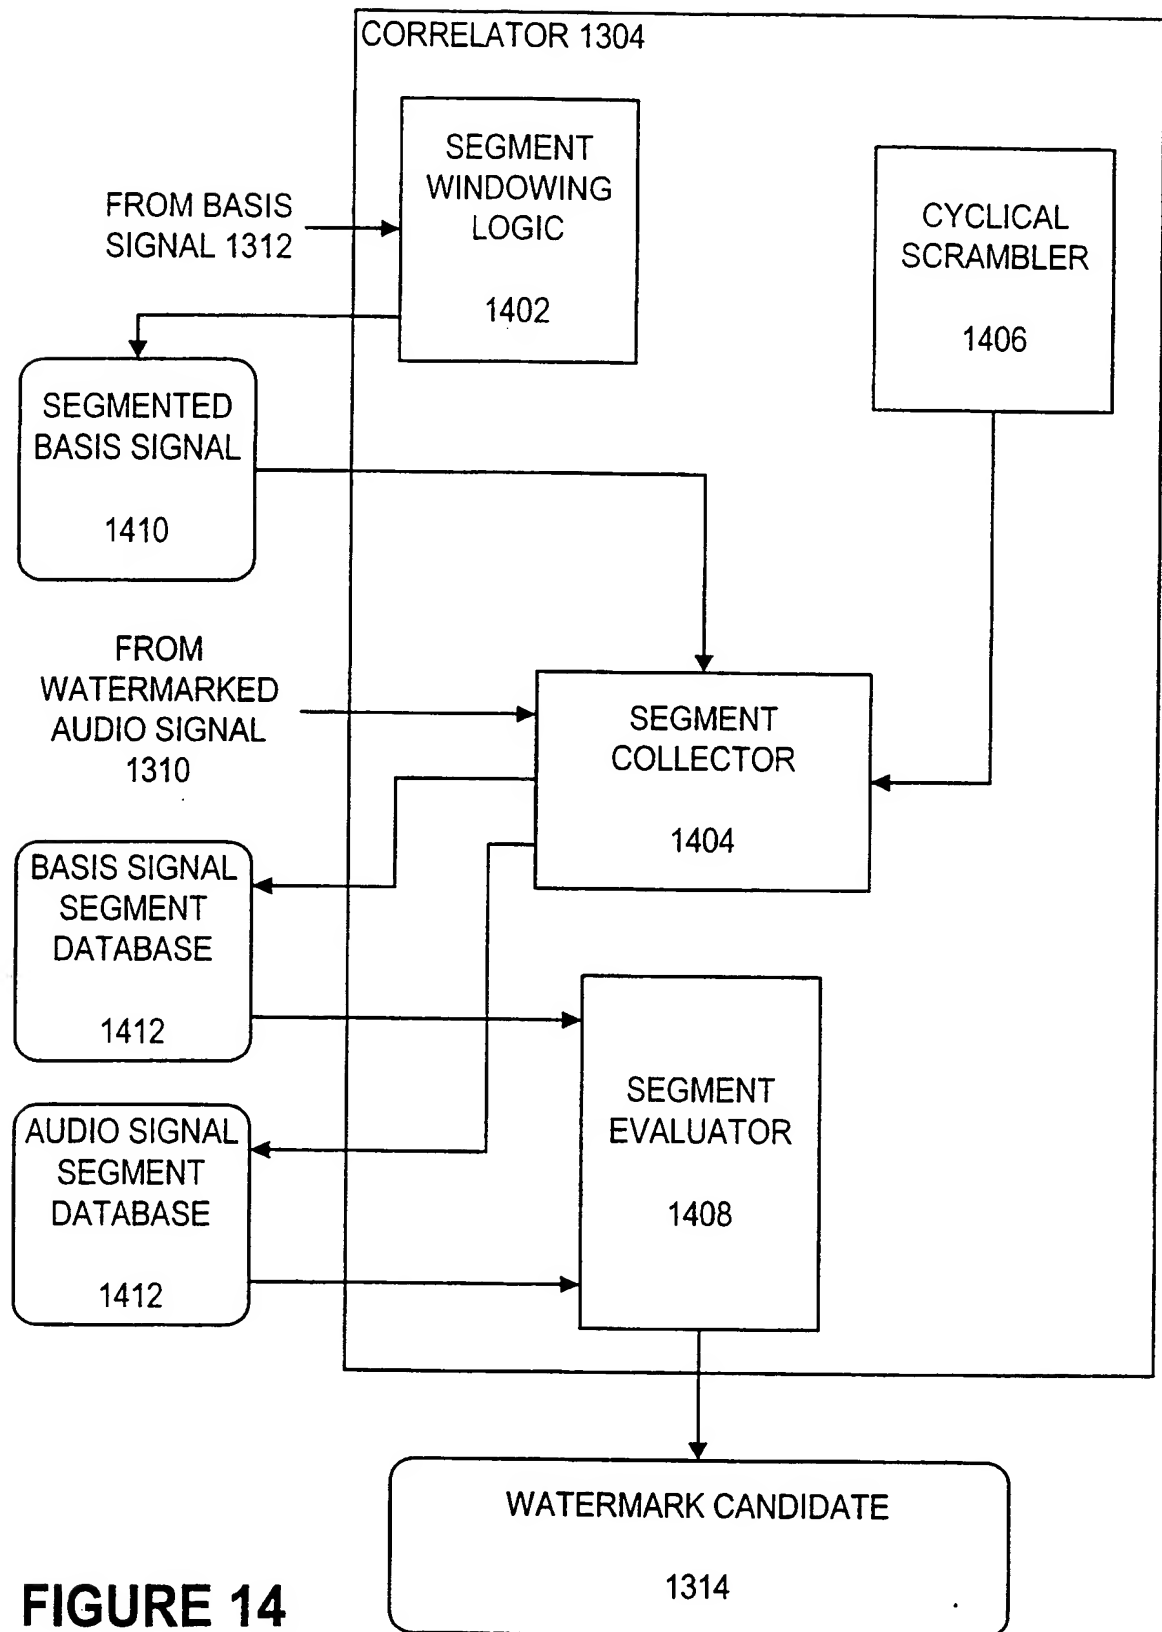 CORRELATOR 1304
SEGMENT
WINDOWING
LOGIC
1402
CYCLICAL
SCRAMBLER
1406
FROM BASIS
SIGNAL 1312
SEGMENTED
BASIS SIGNAL
1410
FROM
WATERMARKED
AUDIO SIGNAL
1310
SEGMENT
COLLECTOR
1404
BASIS SIGNAL
SEGMENT
DATABASE
1412
SEGMENT
EVALUATOR
1408
AUDIO SIGNAL
SEGMENT
DATABASE
1412
WATERMARK CANDIDATE
1314
FIGURE 14